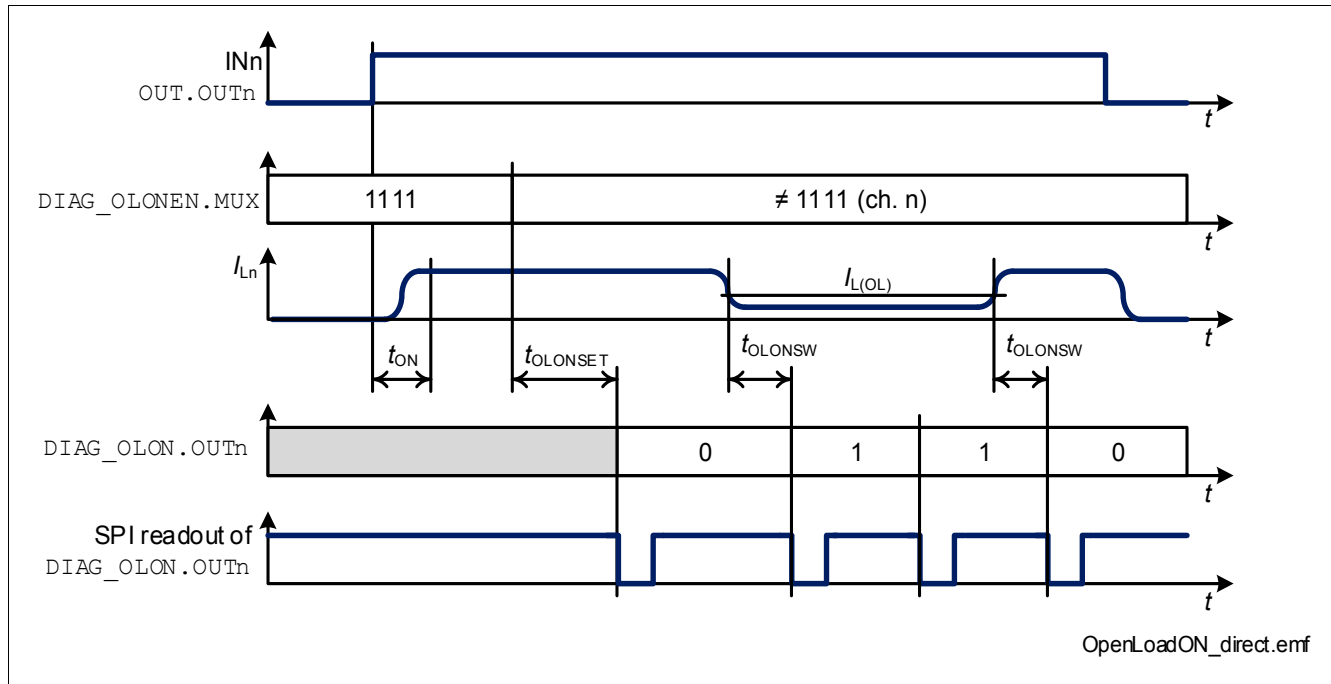 INn
OUT.OUTn
t
DIAG_OLONEN.MUX
1111
≠ 1111 (ch. n)
t
ILn
IL(OL)
t
tON
tOLONSET
tOLONSW
tOLONSW
DIAG_OLON.OUTn
0
1
1
0
t
SPI readout of
DIAG_OLON.OUTn
t
OpenLoadON_direct.emf